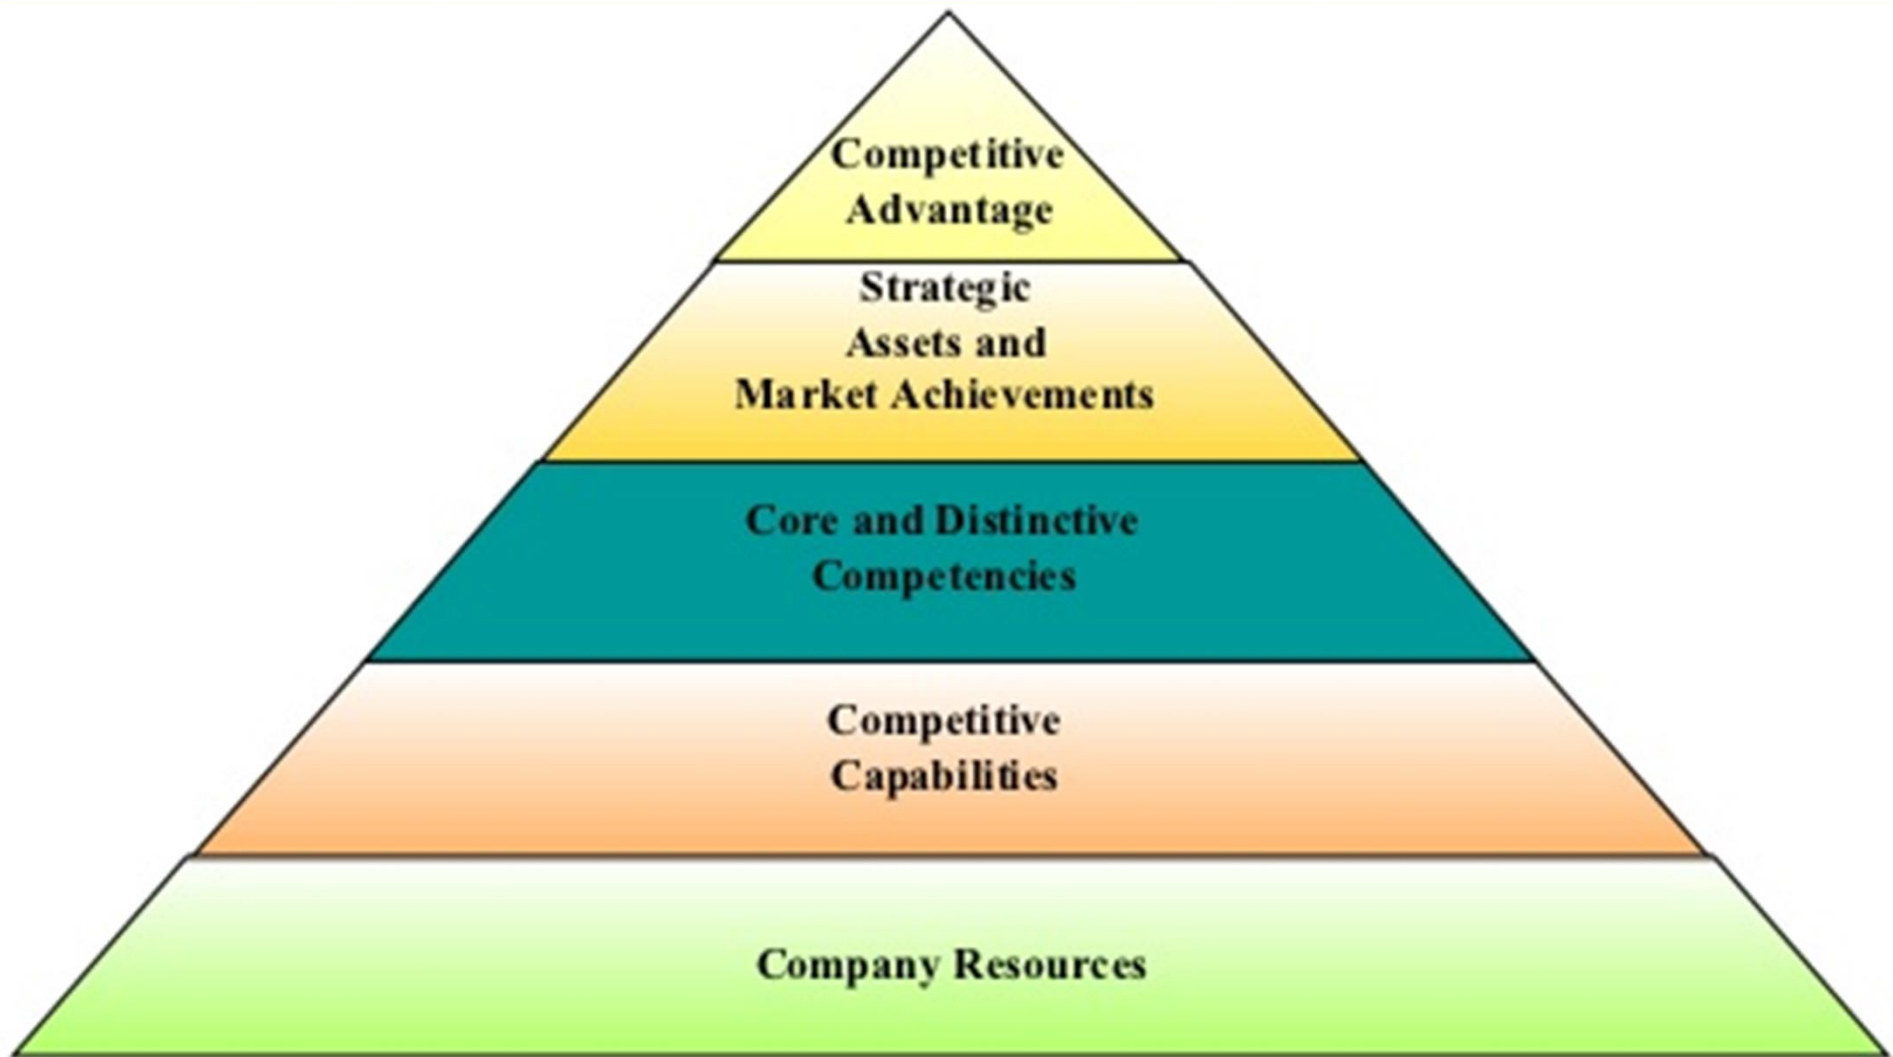 Competitive
Advantage
Strategic
Assets and
Market Achievements
Core and Distinctive
Competencies
Competitive
Capabilities
Company Resources